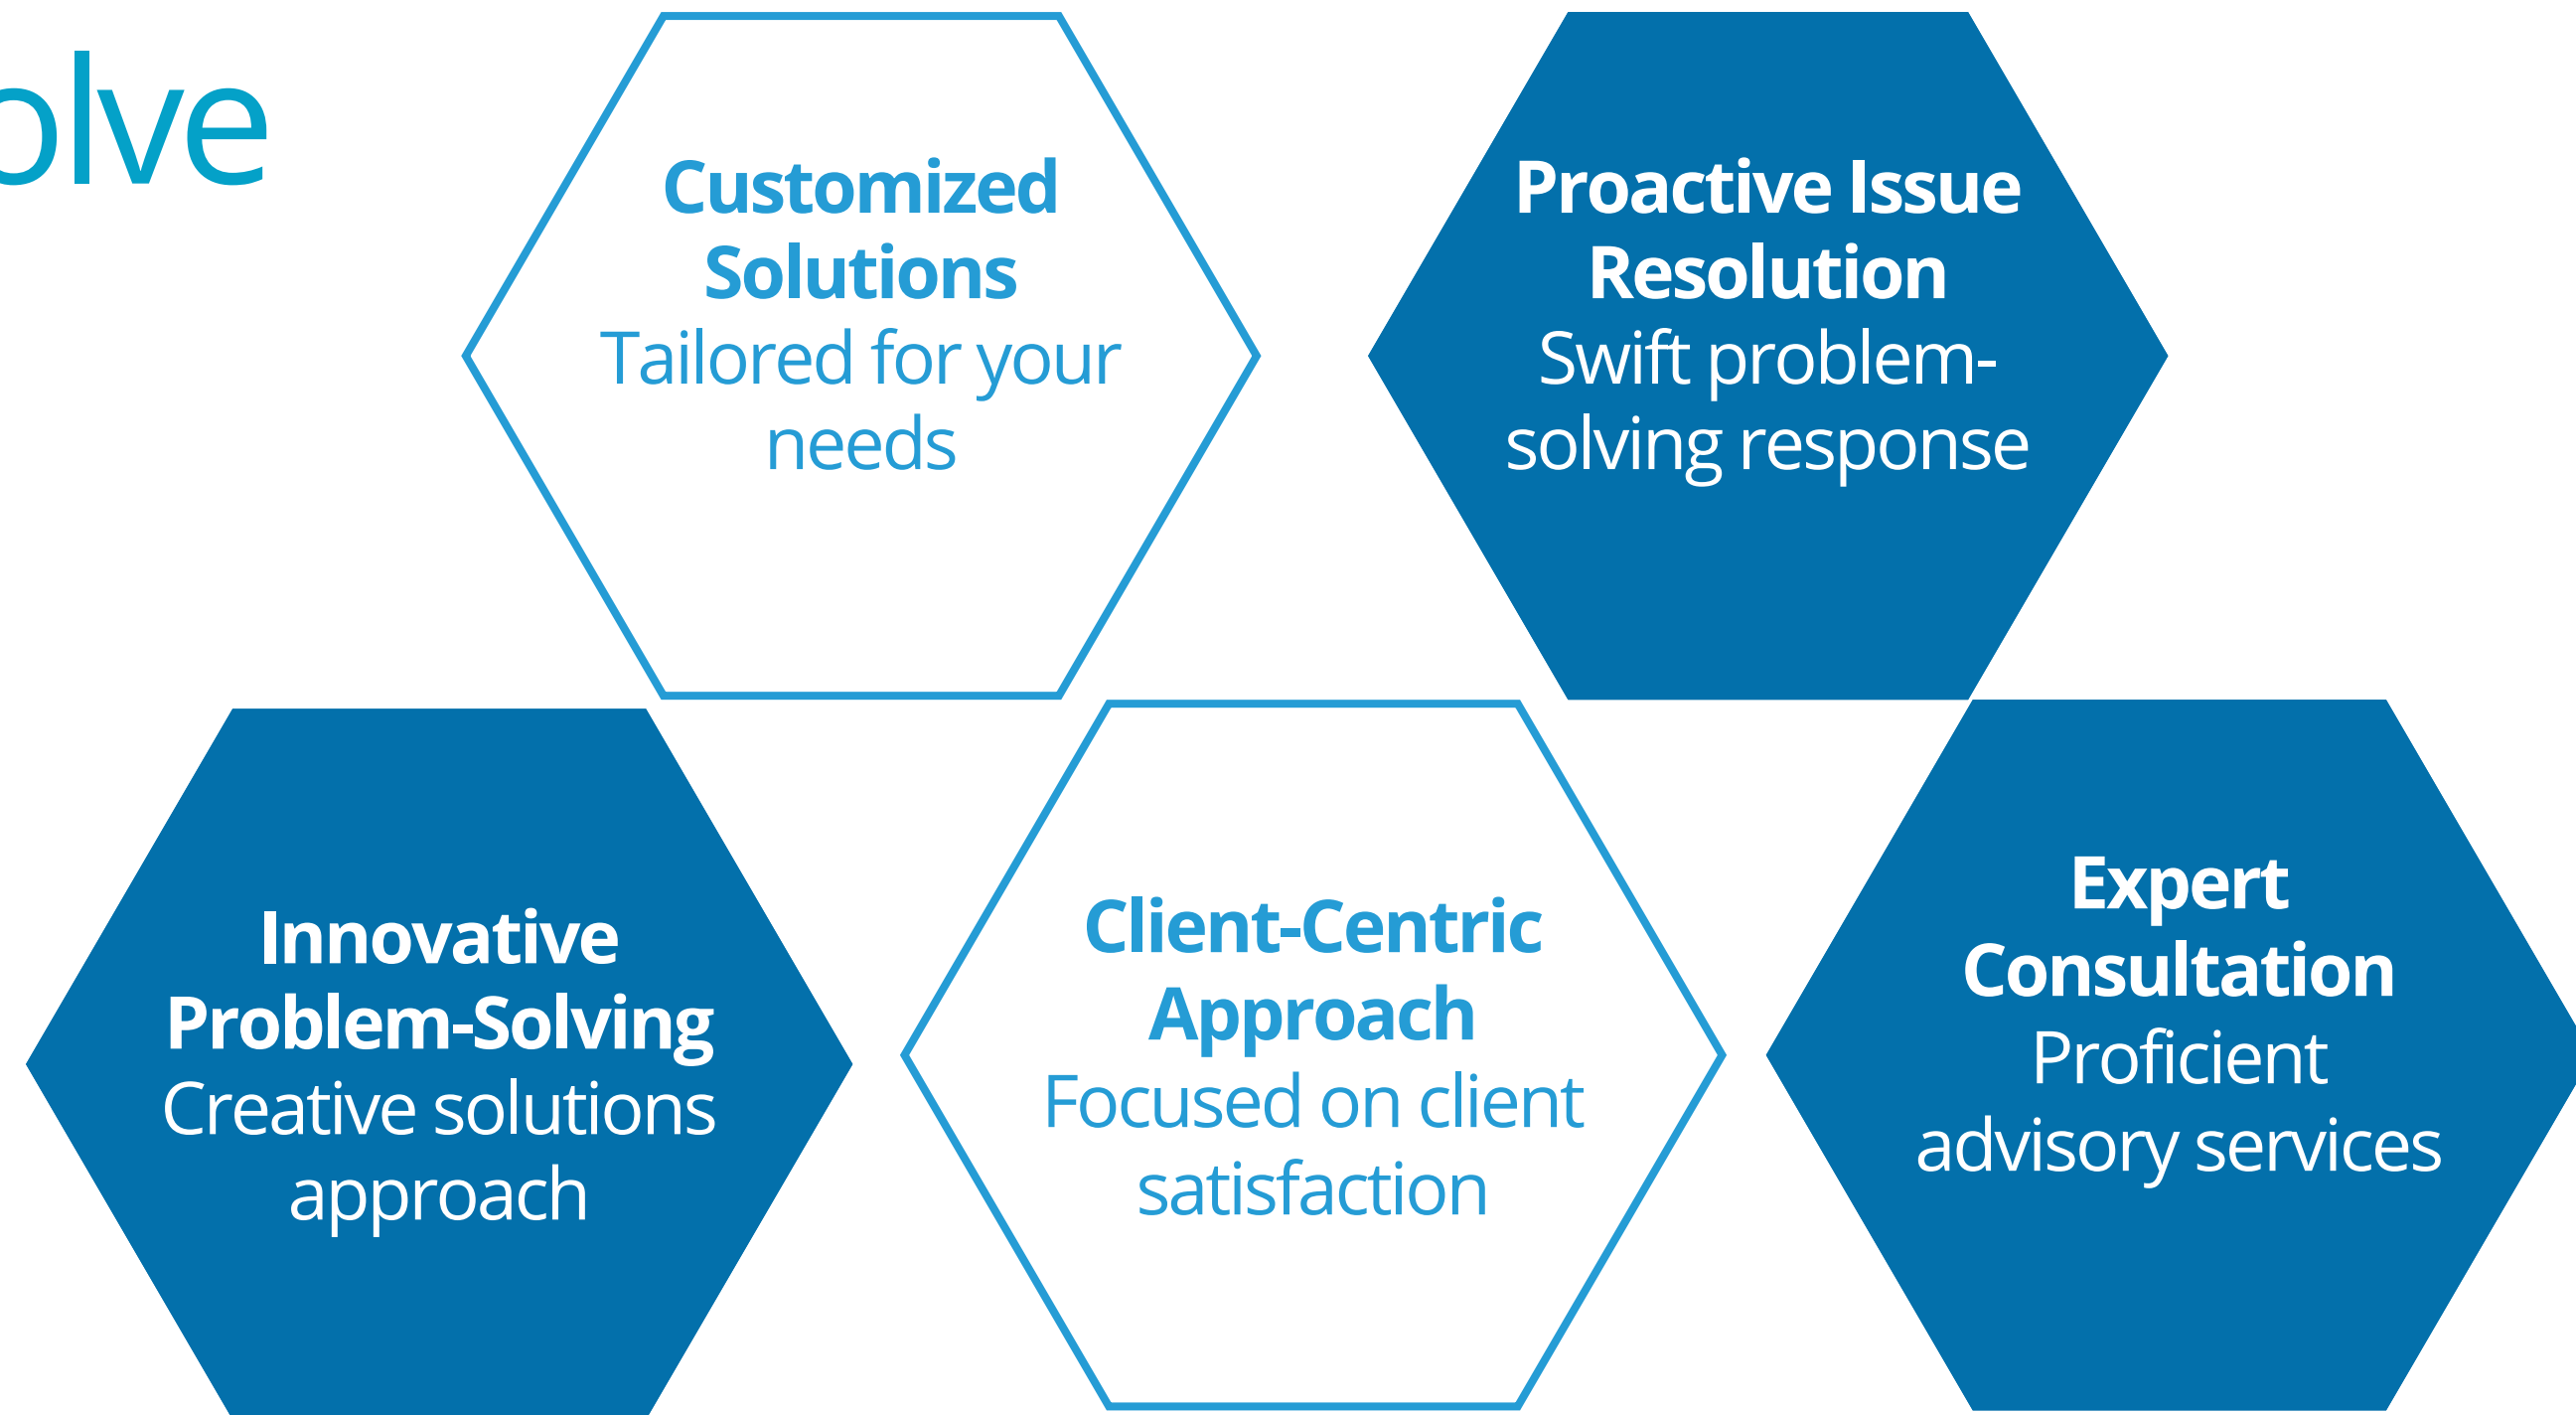 olve
Customized
Solutions
Tailored for your
needs
Proactive Issue
Resolution
Swift problem-
solving response
Innovative
Problem-Solving
Creative solutions
approach
Client-Centric
Approach
Focused on client
satisfaction
Expert
Consultation
Proficient
advisory services